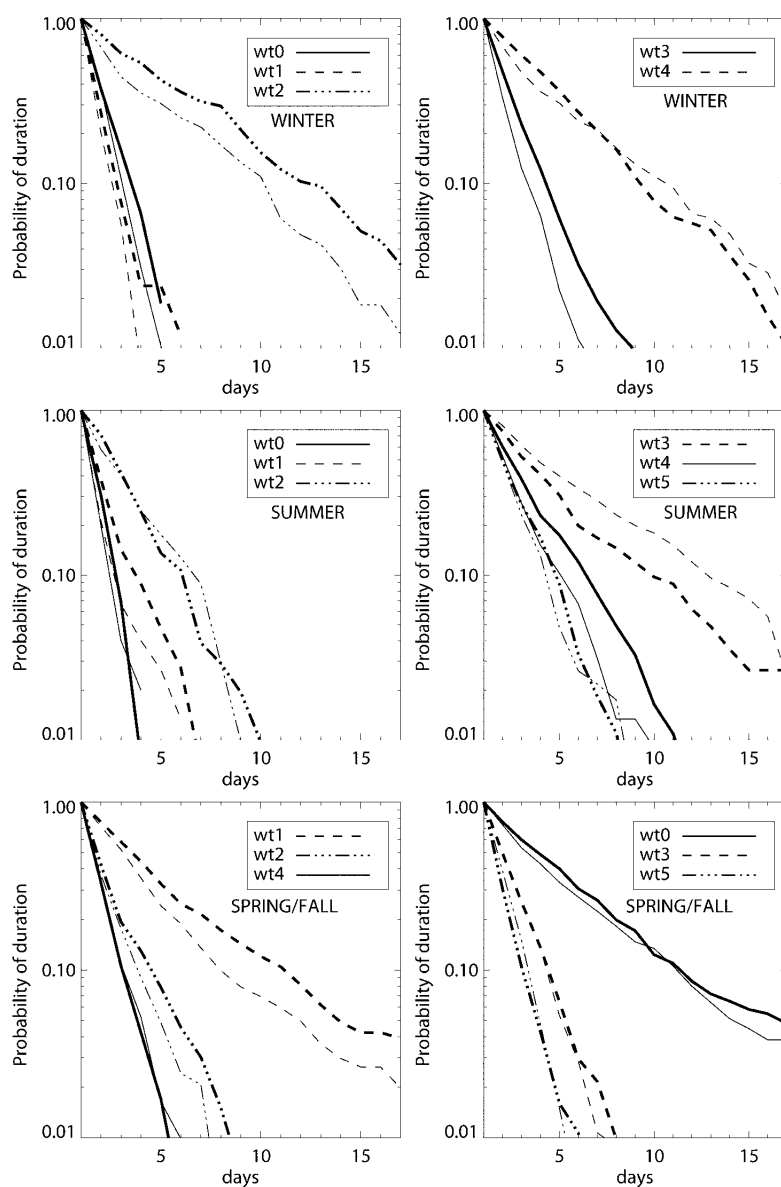 1.00
0.10
0.01
Probability of duration
wt0
wt1
wt2
WINTER
5
10
15
days
1.00
0.10
0.01
Probability of duration
wt3
wt4
WINTER
5
10
15
days
1.00
0.10
0.01
Probability of duration
wt0
wt1
wt2
SUMMER
5
10
15
days
1.00
0.10
0.01
Probability of duration
wt3
wt4
wt5
SUMMER
5
10
15
days
1.00
0.10
0.01
Probability of duration
wt1
wt2
wt4
SPRING/FALL
5
10
15
days
1.00
0.10
0.01
Probability of duration
wt0
wt3
wt5
SPRING/FALL
5
10
15
days